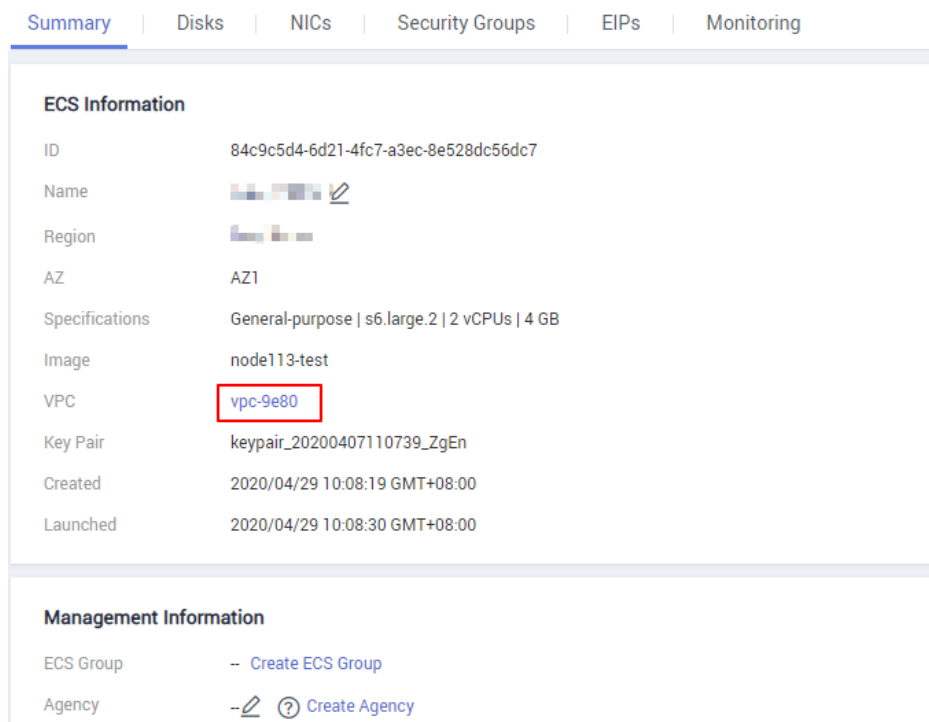 Summary Disks NICs Security Groups EIPs Monitoring
ECS Information
ID 84c9c5d4-6d21-4fc7-a3ec-8e528dc56dc7
Name
Region
AZ AZ1
Specifications General-purpose | s6.large.2 | 2 vCPUs | 4 GB
Image node113-test
VPC vpc-9e80
Key Pair keypair_20200407110739_ZgEn
Created 2020/04/29 10:08:19 GMT+08:00
Launched 2020/04/29 10:08:30 GMT+08:00
Management Information
ECS Group -- Create ECS Group
Agency -- ? Create Agency